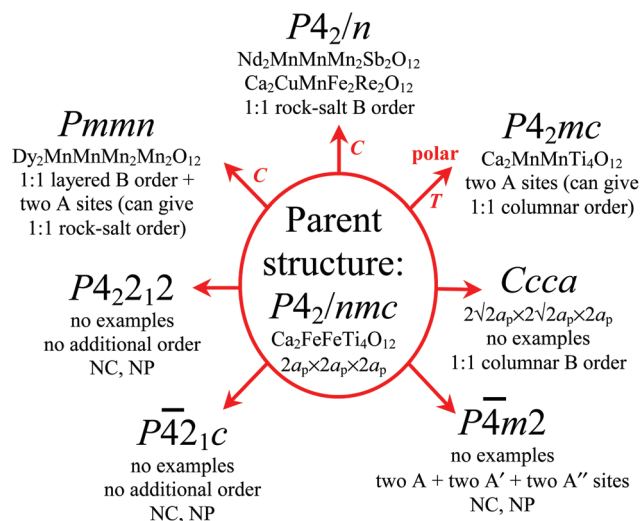 P4₂/n
Nd₂MnMnMn₂Sb₂O₁₂
Ca₂CuMnFe₂Re₂O₁₂
1:1 rock-salt B order
Pmmn
Dy₂MnMnMn₂Mn₂O₁₂
1:1 layered B order +
two A sites (can give
1:1 rock-salt order)
C
C
polar
T
P4₂mc
Ca₂MnMnTi₄O₁₂
two A sites (can give
1:1 columnar order)
Parent
structure:
P4₂/nmc
Ca₂FeFeTi₄O₁₂
2aₚ×2aₚ×2aₚ
P4₂2₁2
no examples
no additional order
NC, NP
Ccca
2√2aₚ×2√2aₚ×2aₚ
no examples
1:1 columnar B order
P4̅2₁c
no examples
no additional order
NC, NP
P4̅m2
no examples
two A + two A′ + two A″ sites
NC, NP